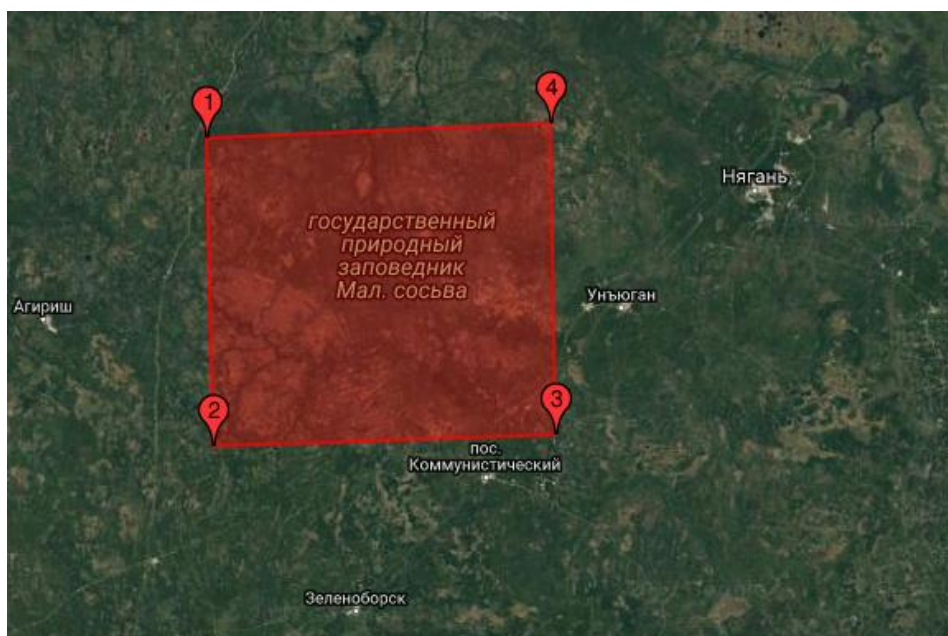 1
4
Нягань
государственный
природный
заповедник
Мал. сосьва
Агириш
Унъюган
2
3
пос.
Коммунистический
Зеленоборск